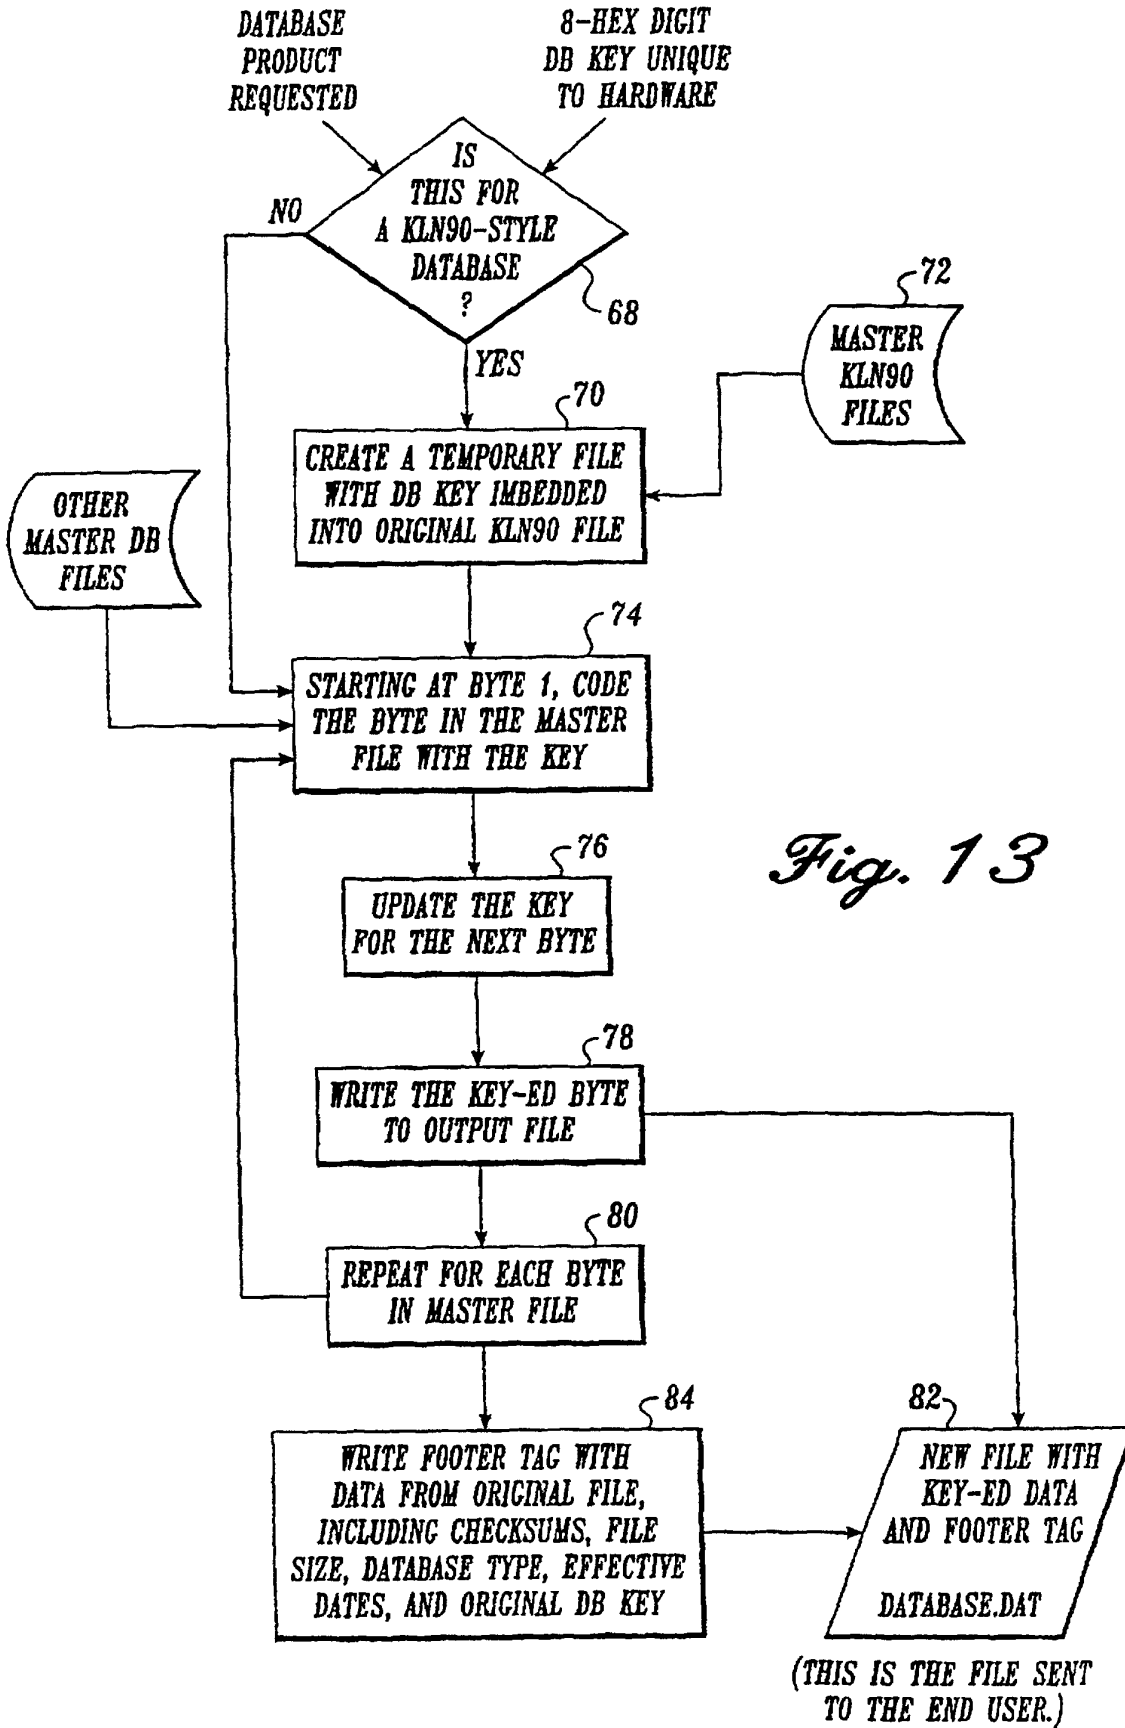 DATABASE
PRODUCT
REQUESTED
8-HEX DIGIT
DB KEY UNIQUE
TO HARDWARE
IS
THIS FOR
A KLN90-STYLE
DATABASE
?
NO
68
YES
72
MASTER
KLN90
FILES
70
CREATE A TEMPORARY FILE
WITH DB KEY IMBEDDED
INTO ORIGINAL KLN90 FILE
OTHER
MASTER DB
FILES
74
STARTING AT BYTE 1, CODE
THE BYTE IN THE MASTER
FILE WITH THE KEY
76
UPDATE THE KEY
FOR THE NEXT BYTE
Fig. 13
78
WRITE THE KEY-ED BYTE
TO OUTPUT FILE
80
REPEAT FOR EACH BYTE
IN MASTER FILE
84
WRITE FOOTER TAG WITH
DATA FROM ORIGINAL FILE,
INCLUDING CHECKSUMS, FILE
SIZE, DATABASE TYPE, EFFECTIVE
DATES, AND ORIGINAL DB KEY
82
NEW FILE WITH
KEY-ED DATA
AND FOOTER TAG
DATABASE.DAT
(THIS IS THE FILE SENT
TO THE END USER.)